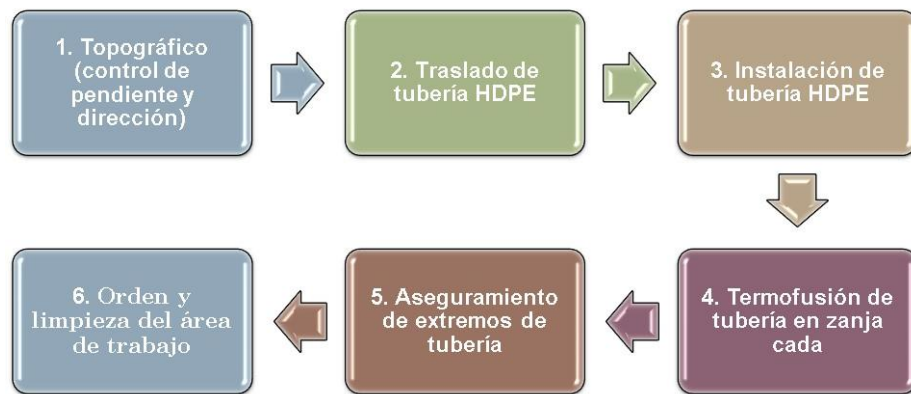 1. Topográfico
(control de
pendiente y
dirección)
2. Traslado de
tubería HDPE
3. Instalación de
tubería HDPE
4. Termofusión de
tubería en zanja
cada
5. Aseguramiento
de extremos de
tubería
6. Orden y
limpieza del área
de trabajo